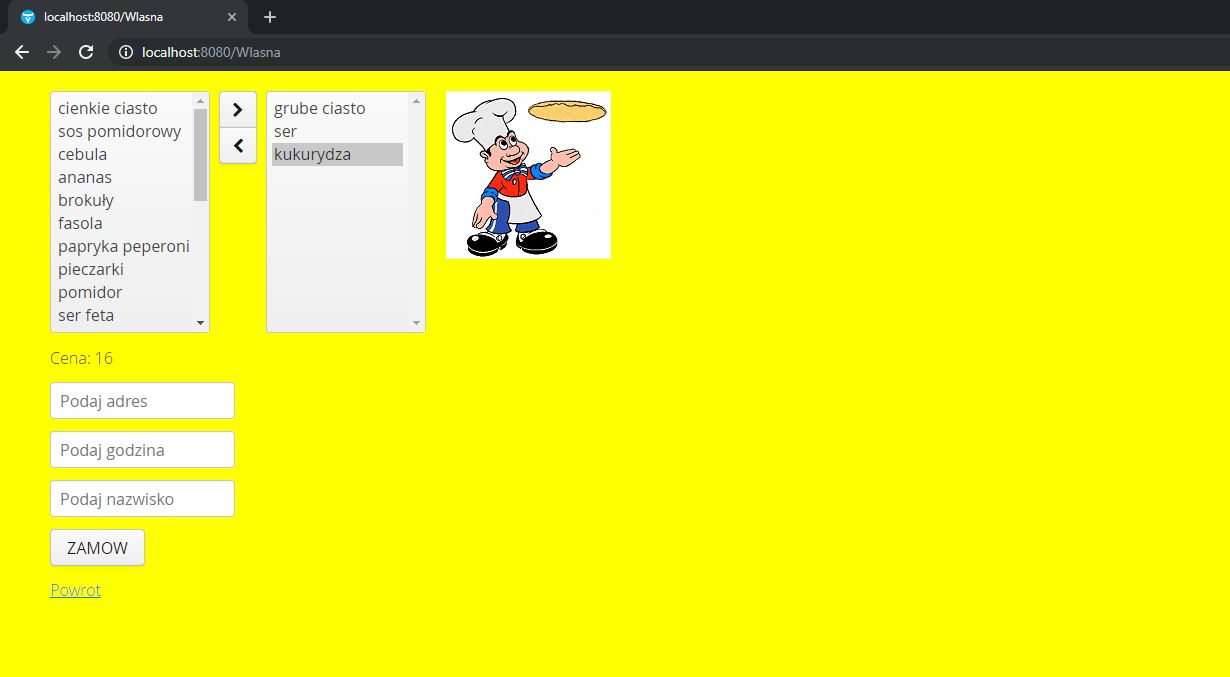 localhost:8080/Wlasna
localhost:8080/Wlasna
cienkie ciasto
sos pomidorowy
cebula
ananas
brokuły
fasola
papryka peperoni
pieczarki
pomidor
ser feta
grube ciasto
ser
kukurydza
Cena: 16
Podaj adres
Podaj godzina
Podaj nazwisko
ZAMOW
Powrot